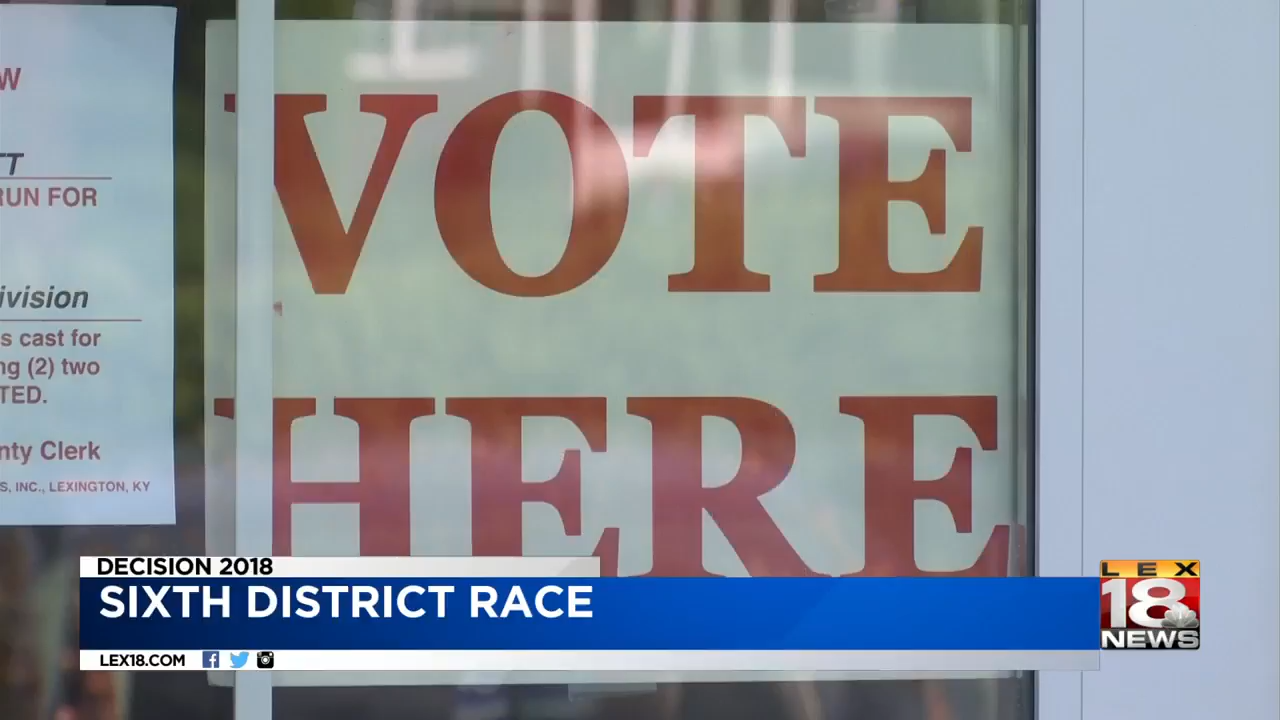 W
TT
RUN FOR
ivision
s cast for
ng (2) two
TED.
nty Clerk
S, INC., LEXINGTON, KY
VOTE
HERE
DECISION 2018
SIXTH DISTRICT RACE
LEX18.COM
LEX
18
NEWS